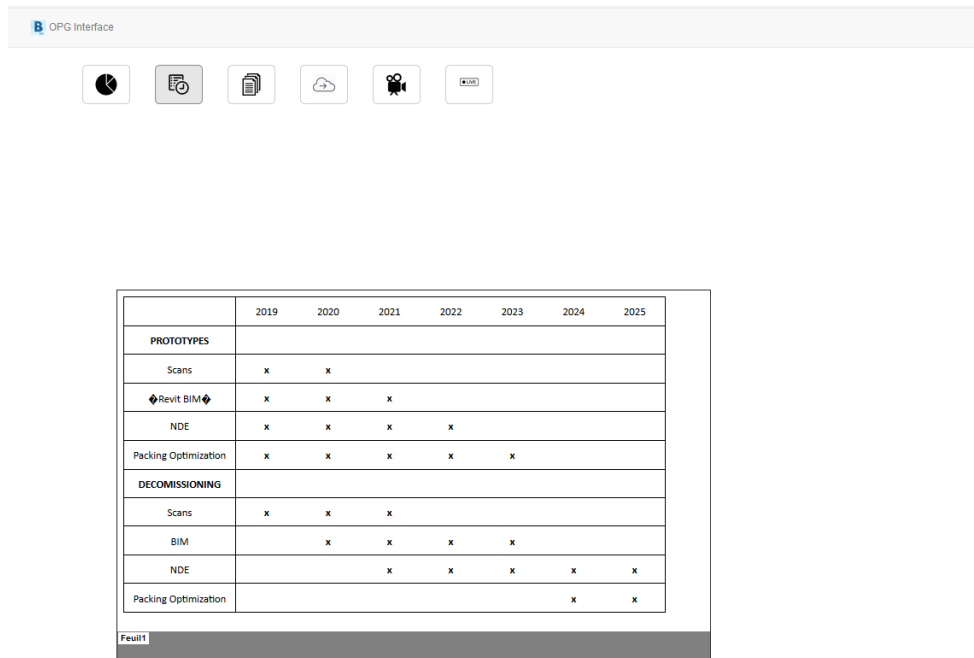 B OPG Interface
LIVE
2019 2020 2021 2022 2023 2024 2025
PROTOTYPES
Scans x x
�Revit BIM� x x x
NDE x x x x
Packing Optimization x x x x x
DECOMISSIONING
Scans x x x
BIM x x x x
NDE x x x x x
Packing Optimization x x
Feuil1